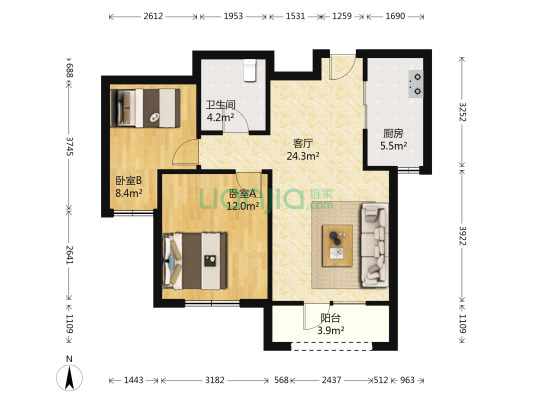 2612 1953 1531 1259 1690
688
3745
2641
1109
3252
3922
1109
卫生间
4.2m²
客厅
24.3m²
厨房
5.5m²
卧室B
8.4m²
卧室A
12.0m²
lianjia 链家.com
阳台
3.9m²
N
1443 3182 568 2437 512 963